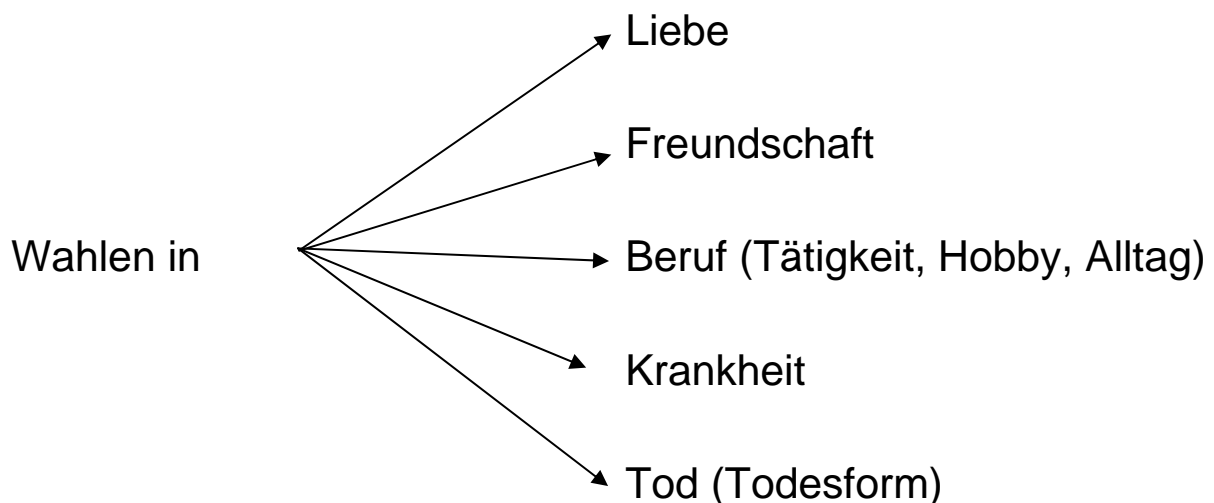 Liebe
Freundschaft
Wahlen in
Beruf (Tätigkeit, Hobby, Alltag)
Krankheit
Tod (Todesform)